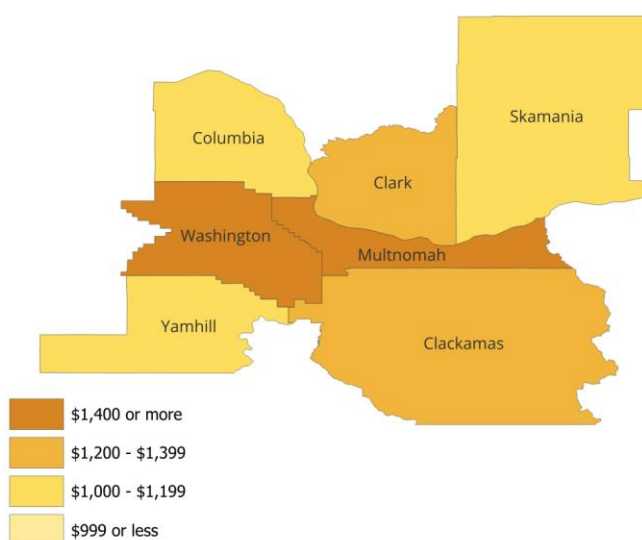 Skamania
Columbia
Clark
Washington
Multnomah
Yamhill
Clackamas
$1,400 or more
$1,200 - $1,399
$1,000 - $1,199
$999 or less